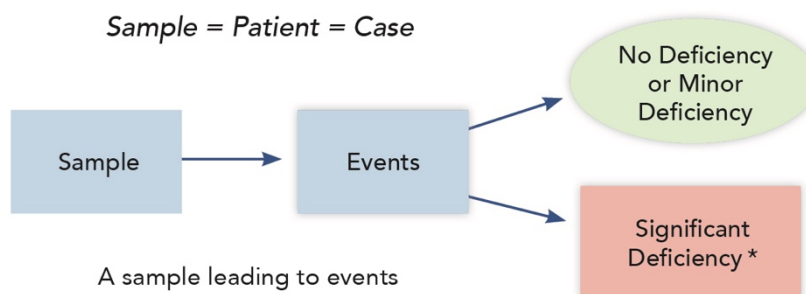 Sample = Patient = Case
No Deficiency
or Minor
Deficiency
Sample
Events
Significant
Deficiency *
A sample leading to events